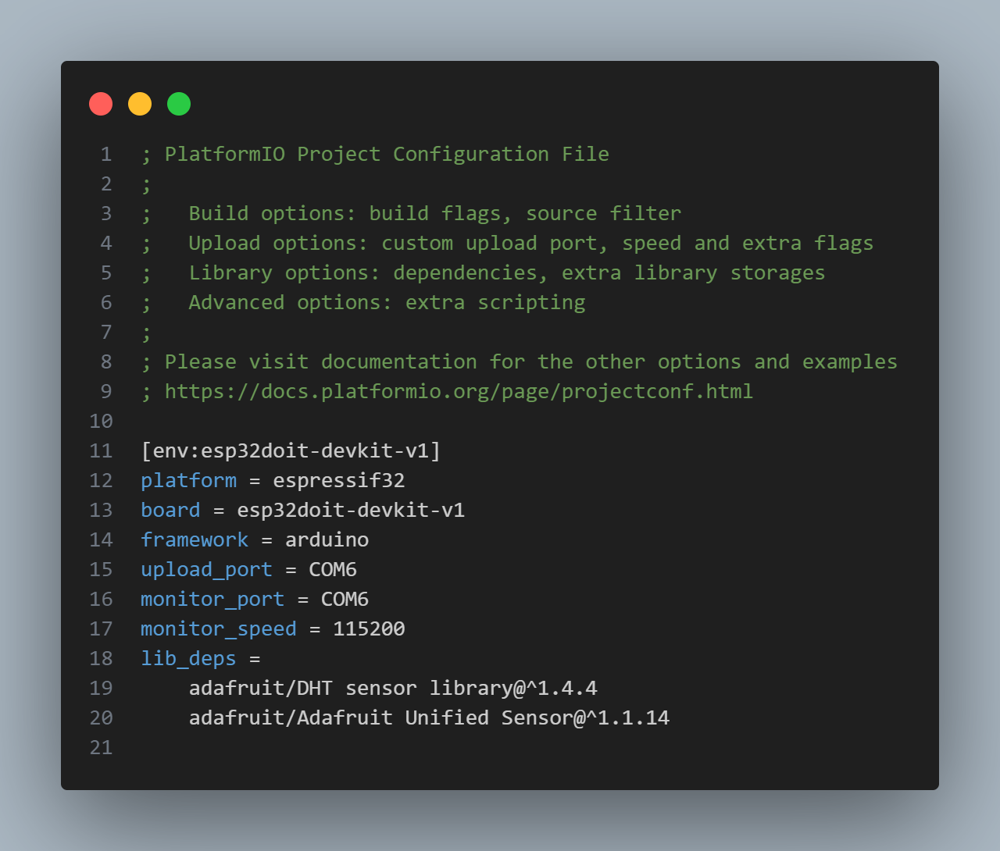 1 ; PlatformIO Project Configuration File
2 ;
3 ;   Build options: build flags, source filter
4 ;   Upload options: custom upload port, speed and extra flags
5 ;   Library options: dependencies, extra library storages
6 ;   Advanced options: extra scripting
7 ;
8 ; Please visit documentation for the other options and examples
9 ; https://docs.platformio.org/page/projectconf.html
10
11 [env:esp32doit-devkit-v1]
12 platform = espressif32
13 board = esp32doit-devkit-v1
14 framework = arduino
15 upload_port = COM6
16 monitor_port = COM6
17 monitor_speed = 115200
18 lib_deps =
19     adafruit/DHT sensor library@^1.4.4
20     adafruit/Adafruit Unified Sensor@^1.1.14
21